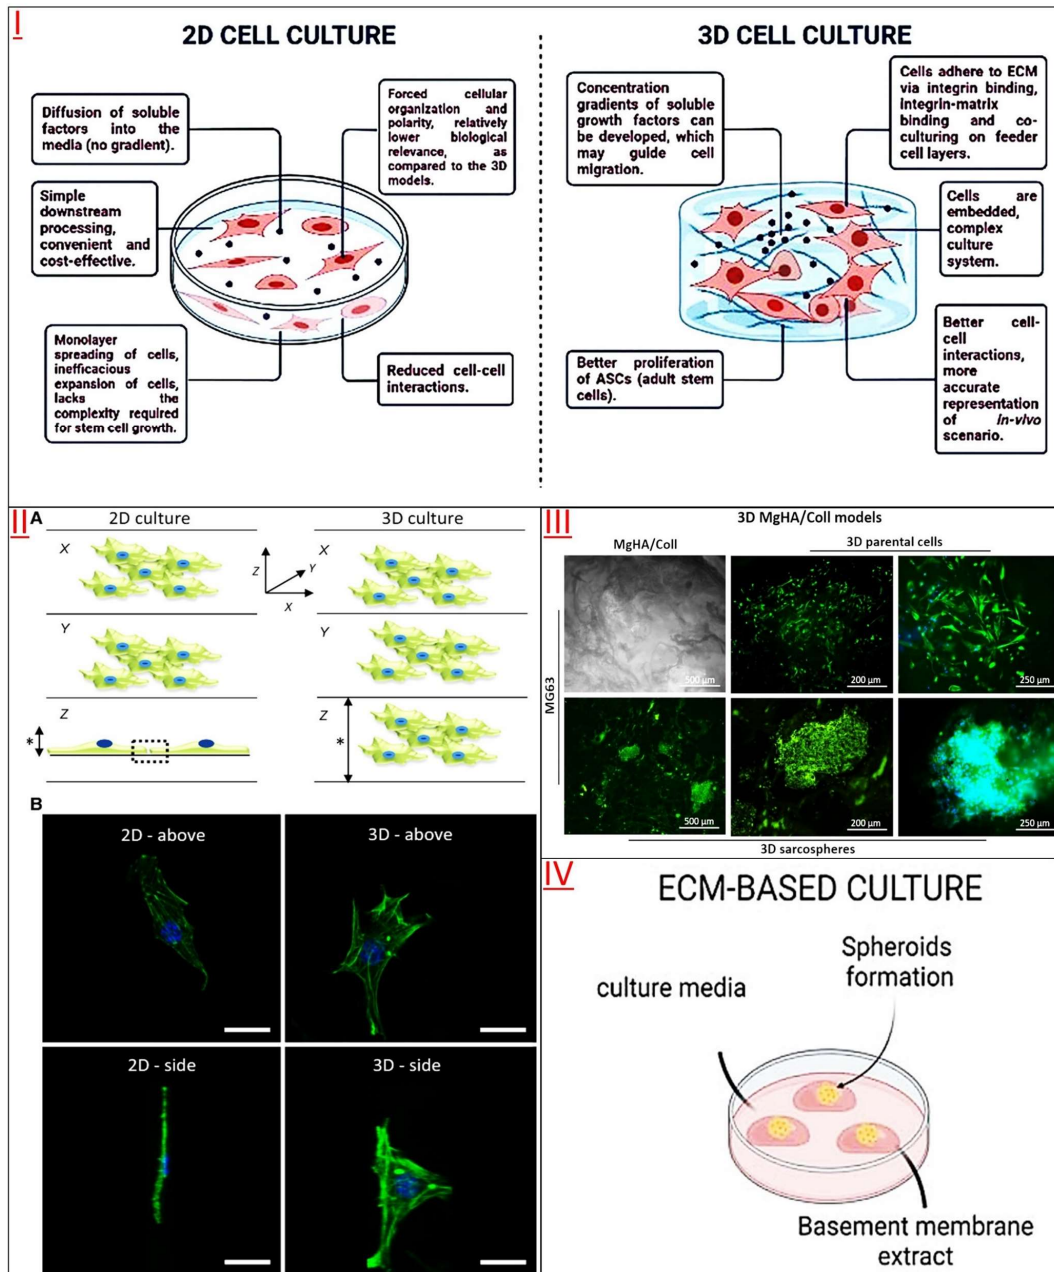 I
2D CELL CULTURE
Diffusion of soluble
factors into the
media (no gradient).
Forced cellular
organization and
polarity, relatively
lower biological
relevance, as
compared to the 3D
models.
Simple
downstream
processing,
convenient and
cost-effective.
Monolayer
spreading of cells,
inefficacious
expansion of cells,
lacks the
complexity required
for stem cell growth.
Reduced cell-cell
interactions.
3D CELL CULTURE
Concentration
gradients of soluble
growth factors can
be developed, which
may guide cell
migration.
Cells adhere to ECM
via integrin binding,
integrin-matrix
binding and co-
culturing on feeder
cell layers.
Cells are
embedded,
complex
culture
system.
Better proliferation
of ASCs (adult stem
cells).
Better cell-
cell
interactions,
more
accurate
representation
of in-vivo
scenario.
II
A
2D culture
X
Y
Z
*
Z
Y
X
3D culture
X
Y
Z
*
B
2D - above
3D - above
2D - side
3D - side
III
3D MgHA/Coll models
MgHA/Coll
3D parental cells
MG63
500 µm
200 µm
250 µm
500 µm
200 µm
250 µm
3D sarcospheres
IV
ECM-BASED CULTURE
Spheroids
formation
culture media
Basement membrane
extract